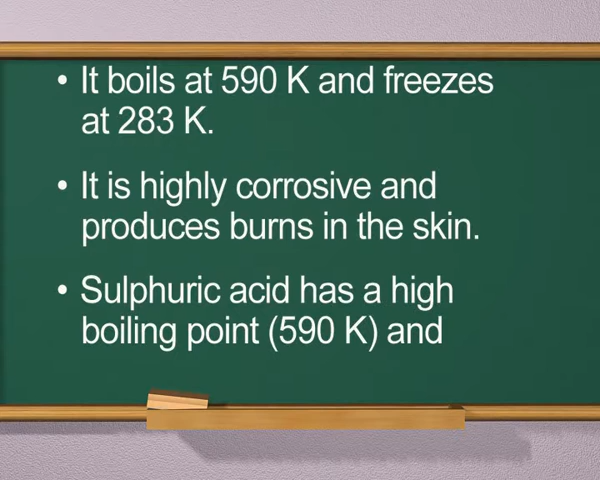 • It boils at 590 K and freezes
at 283 K.
• It is highly corrosive and
produces burns in the skin.
• Sulphuric acid has a high
boiling point (590 K) and